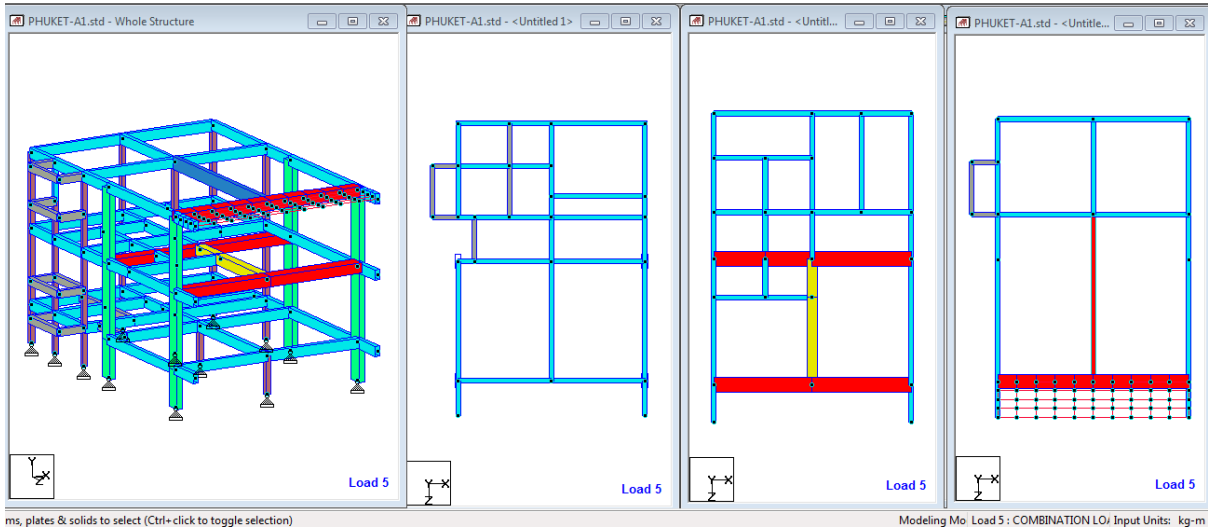 PHUKET-A1.std - Whole Structure
PHUKET-A1.std - <Untitled 1>
PHUKET-A1.std - <Untitl...
PHUKET-A1.std - <Untitle...
Y
X
Z
Load 5
Y
X
Z
Load 5
Y
X
Z
Load 5
Y
X
Z
Load 5
ms, plates & solids to select (Ctrl+click to toggle selection)
Modeling Mo Load 5 : COMBINATION LOA Input Units: kg-m